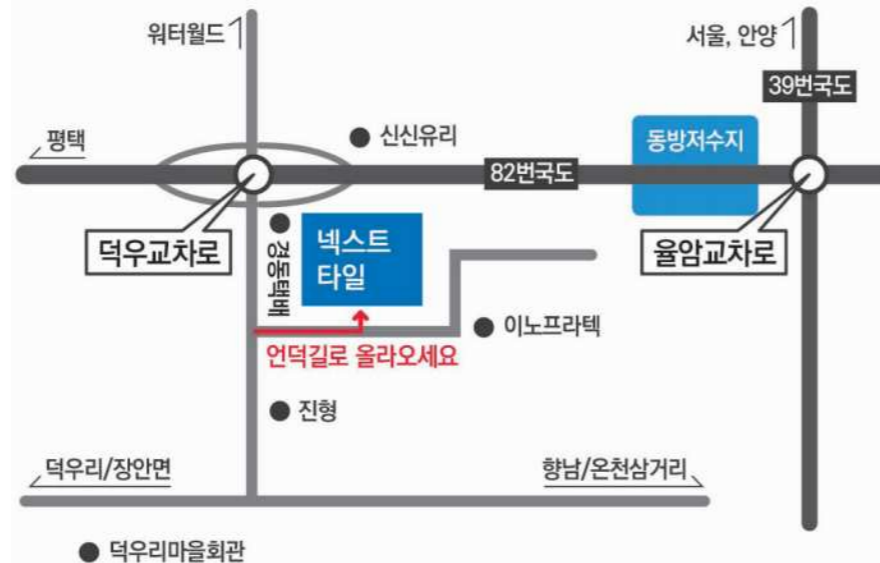 워터월드
서울, 안양
39번국도
평택
신신유리
동방저수지
82번국도
덕우교차로
경동택배
넥스트
타일
율암교차로
이노프라텍
언덕길로 올라오세요
진형
덕우리/장안면
향남/온천삼거리
덕우리마을회관